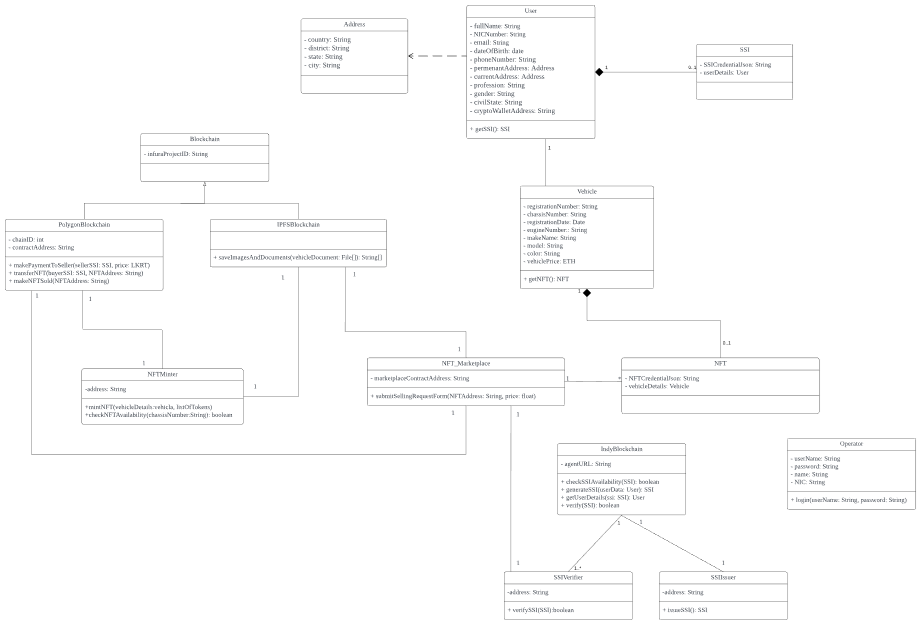 Address
- country: String
- district: String
- state: String
- city: String
User
- fullName: String
- NICNumber: String
- email: String
- dateOfBirth: date
- phoneNumber: String
- permenantAddress: Address
- currentAddress: Address
- profession: String
- gender: String
- civilState: String
- cryptoWalletAddress: String
+ getSSI(): SSI
1
0..1
SSI
- SSICrdentialJson: String
- userDetails: User
1
Blockchain
- infuraProjectID: String
PolygonBlockchain
- chainID: int
- contractAddress: String
+ makePaymentToSeller(sellerSSI: SSI, price: LKRT)
+ transferNFT(buyerSSI: SSI, NFTAddress: String)
+ makeNFTSold(NFTAddress: String)
IPFSBlockchain
+ saveImagesAndDocuments(vehicleDocument: File[]): String[]
Vehicle
- registrationNumber: String
- chassisNumber: String
- registrationDate: Date
- engineNumber:: String
- makeName: String
- model: String
- color: String
- vehiclePrice: ETH
+ getNFT(): NFT
1
0..1
1
1
1
1
1
1
NFTMinter
-address: String
+mintNFT(vehicleDetails:vehicla, listOfTokens)
+checkNFTAvailability(chassisNumber:String): boolean
1
NFT_Marketplace
- marketplaceContractAddress: String
+ submitSellingRequestForm(NFTAddress: String, price: float)
1
*
NFT
- NFTCredentialJson: String
- vehicleDetails: Vehicle
1
1
IndyBlockchain
- agentURL: String
+ checkSSIAvailability(SSI): boolean
+ generateSSI(userData: User): SSI
+ getUserDetails(ssi: SSI): User
+ verify(SSI): boolean
Operator
- userName: String
- password: String
- name: String
- NIC: String
+ login(userName: String, password: String)
1
1
1
1..*
1
SSIVerifier
-address: String
+ verifySSI(SSI):boolean
SSIIssuer
-address: String
+ issueSSI(): SSI